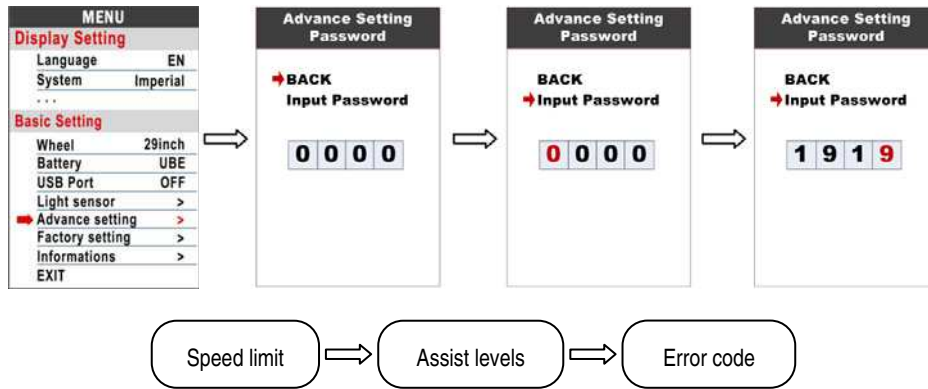 MENU
Display Setting
Language EN
System Imperial
. . .
Basic Setting
Wheel 29inch
Battery UBE
USB Port OFF
Light sensor >
Advance setting >
Factory setting >
Informations >
EXIT
Advance Setting
Password
BACK
Input Password
0 0 0 0
Advance Setting
Password
BACK
Input Password
0 0 0 0
Advance Setting
Password
BACK
Input Password
1 9 1 9
Speed limit
Assist levels
Error code